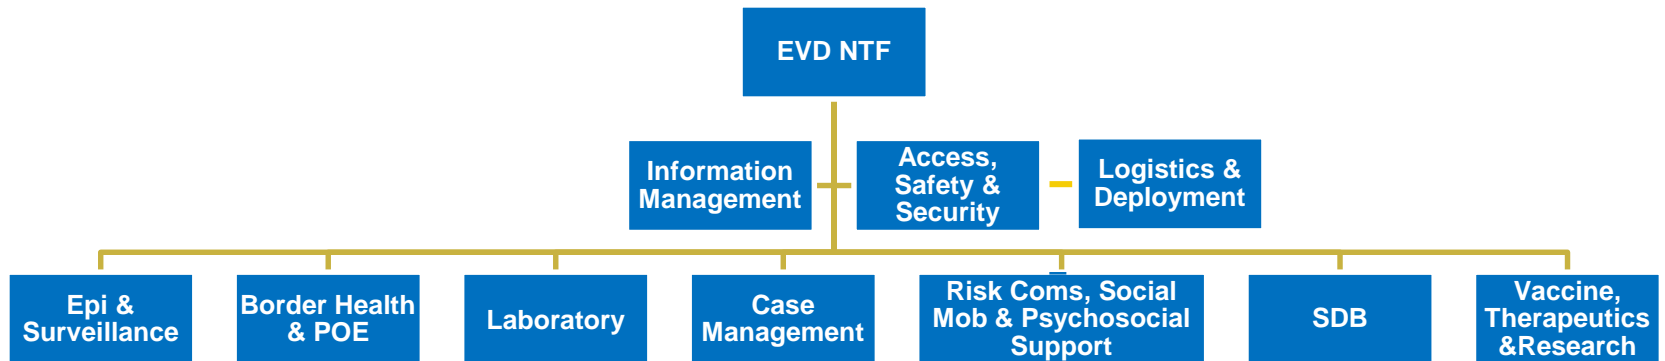 EVD NTF
Information
Management
Access,
Safety &
Security
Logistics &
Deployment
Epi &
Surveillance
Border Health
& POE
Laboratory
Case
Management
Risk Coms, Social
Mob & Psychosocial
Support
SDB
Vaccine,
Therapeutics
&Research